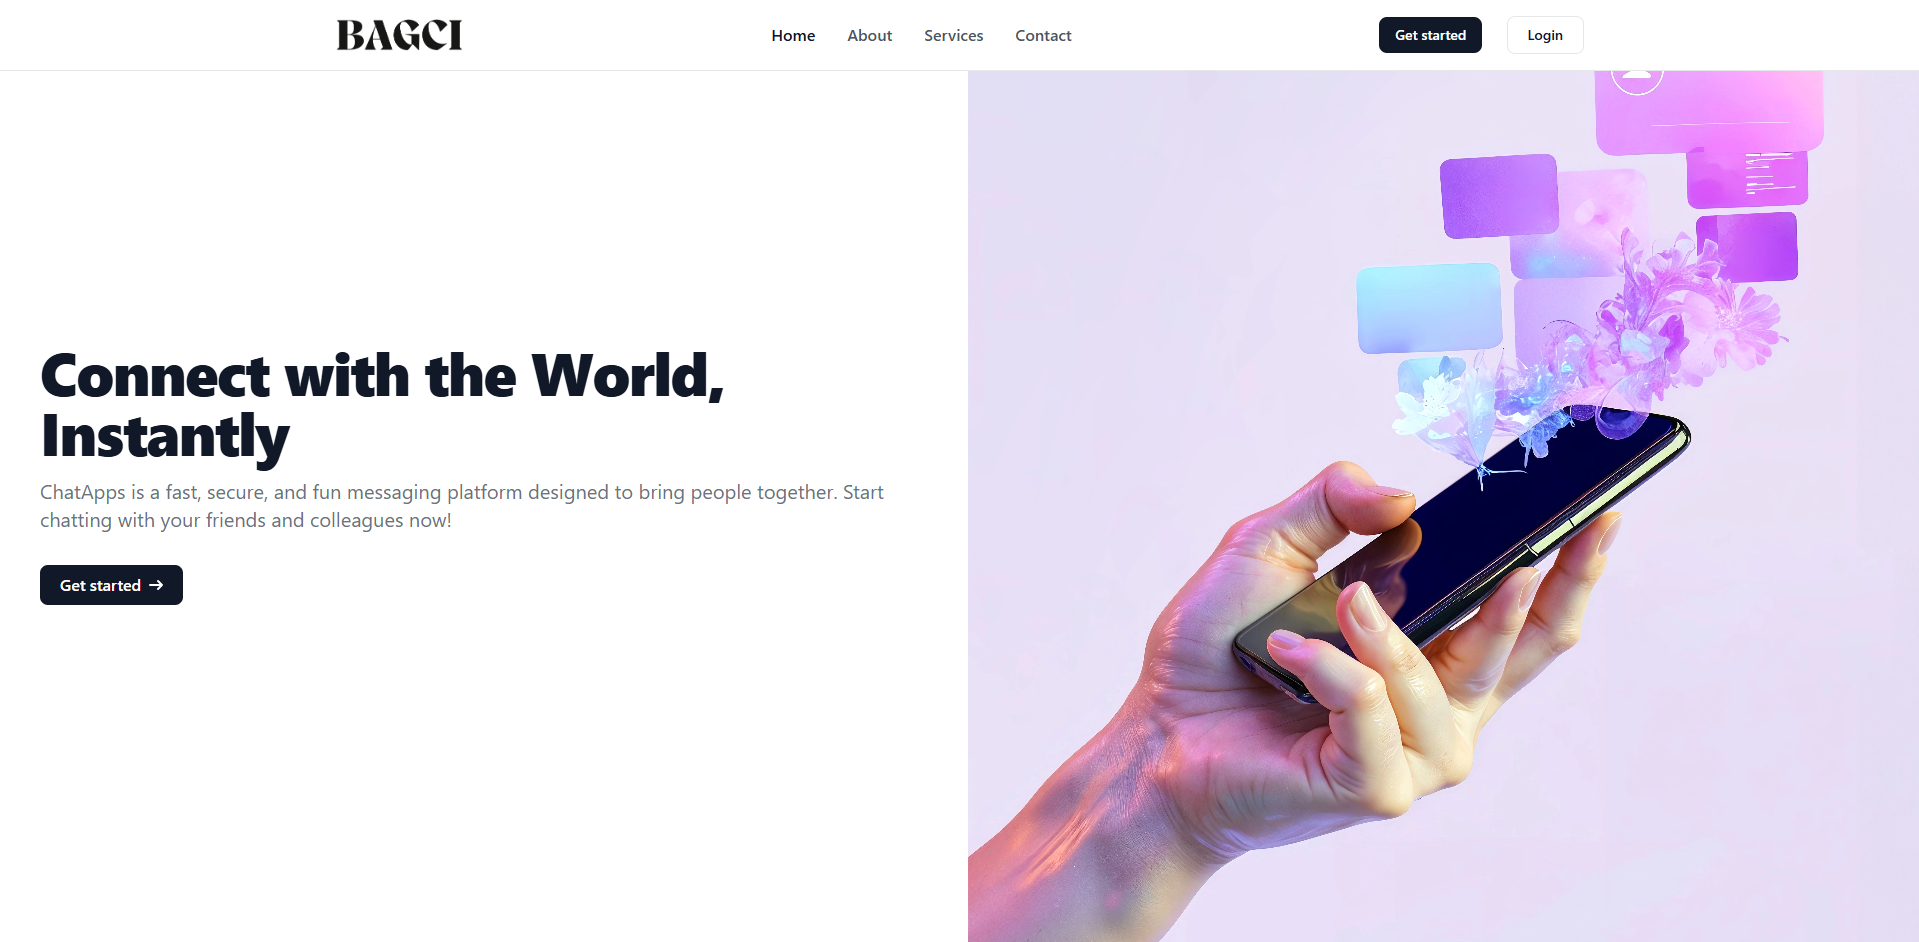 BAGCI
Home About Services Contact
Get started Login
Connect with the World,
Instantly
ChatApps is a fast, secure, and fun messaging platform designed to bring people together. Start
chatting with your friends and colleagues now!
Get started →